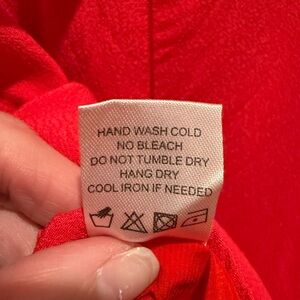 HAND WASH COLD
NO BLEACH
DO NOT TUMBLE DRY
HANG DRY
COOL IRON IF NEEDED